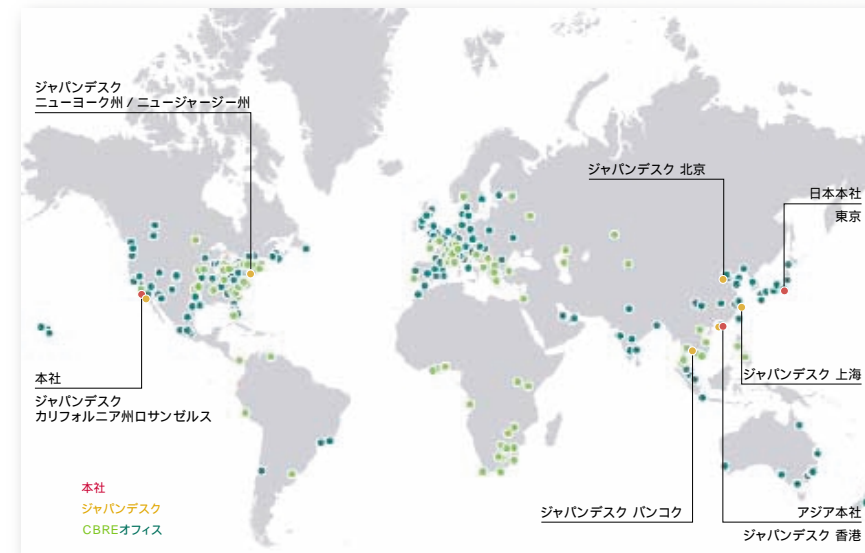 ジャパンデスク
ニューヨーク州 / ニュージャージー州
ジャパンデスク 北京
日本本社
東京
本社
ジャパンデスク
カリフォルニア州ロサンゼルス
ジャパンデスク 上海
ジャパンデスク バンコク
アジア本社
ジャパンデスク 香港
本社
ジャパンデスク
CBREオフィス